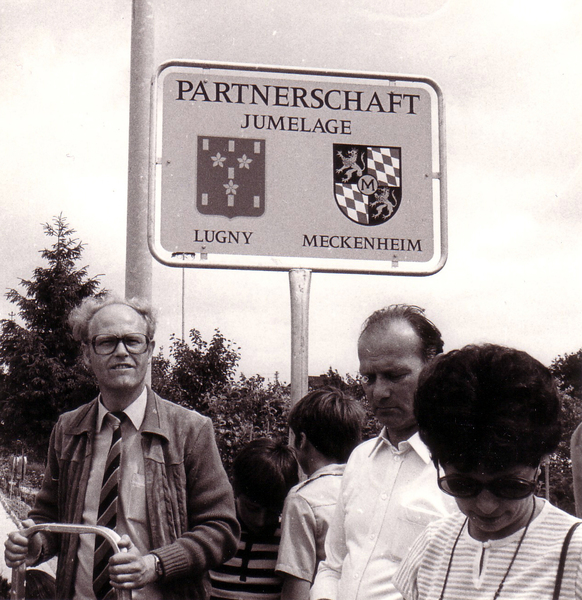 PARTNERSCHAFT
JUMELAGE
M
LUGNY MECKENHEIM